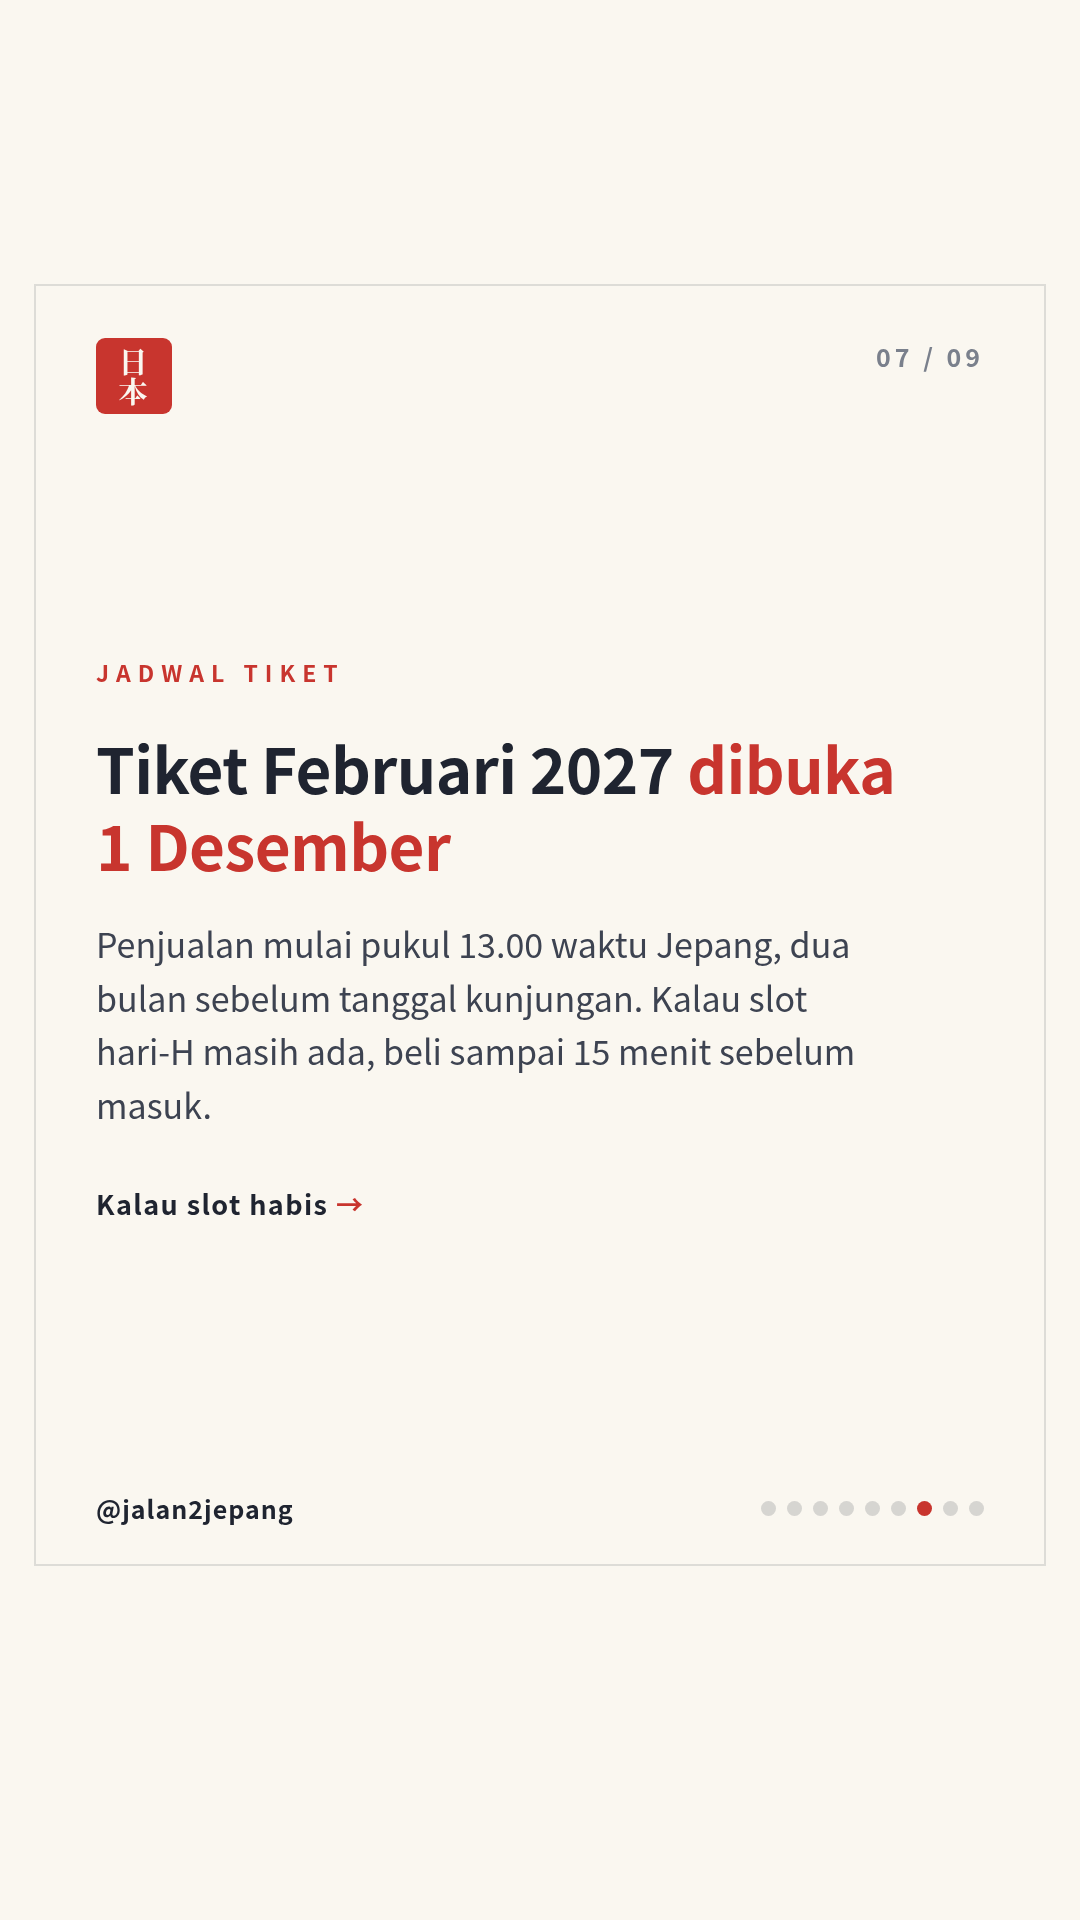 日本
07 / 09
JADWAL TIKET
Tiket Februari 2027 dibuka
1 Desember
Penjualan mulai pukul 13.00 waktu Jepang, dua
bulan sebelum tanggal kunjungan. Kalau slot
hari-H masih ada, beli sampai 15 menit sebelum
masuk.
Kalau slot habis →
@jalan2jepang